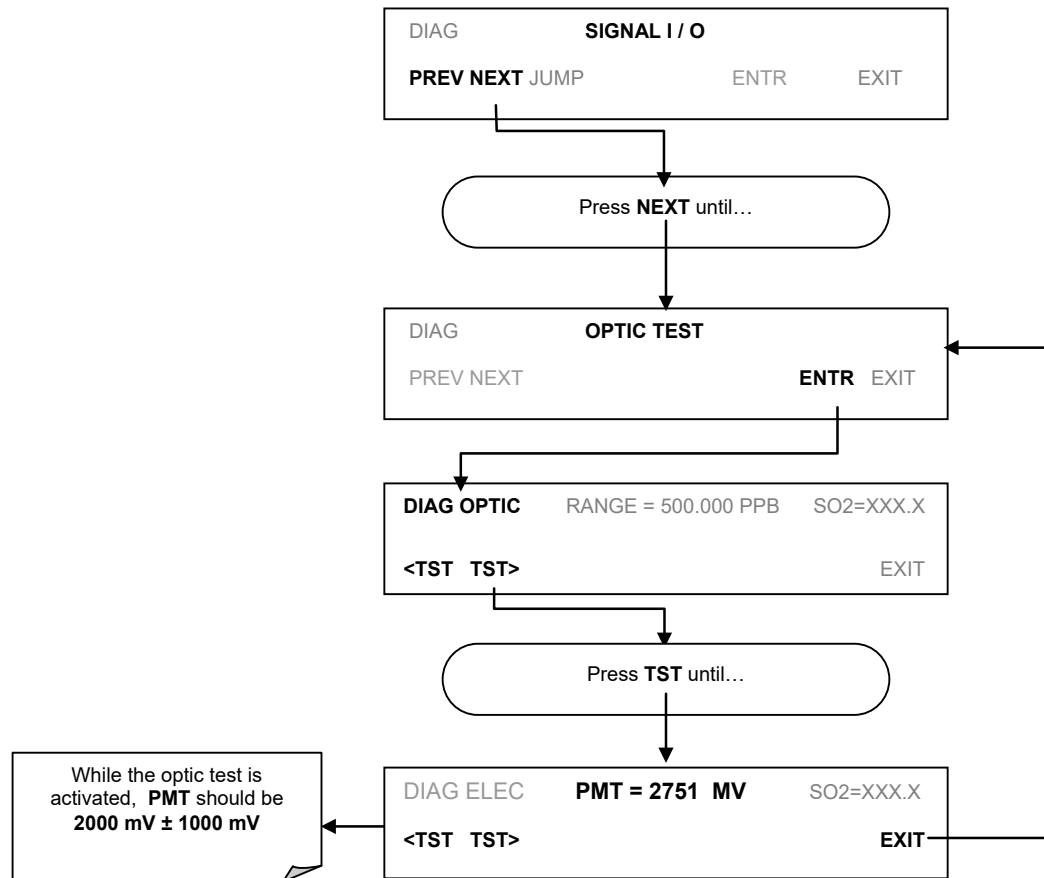 DIAG SIGNAL I / O
PREV NEXT JUMP ENTR EXIT
Press NEXT until…
DIAG OPTIC TEST
PREV NEXT ENTR EXIT
DIAG OPTIC RANGE = 500.000 PPB SO2=XXX.X
<TST TST> EXIT
Press TST until…
While the optic test is
activated, PMT should be
2000 mV ± 1000 mV
DIAG ELEC PMT = 2751 MV SO2=XXX.X
<TST TST> EXIT